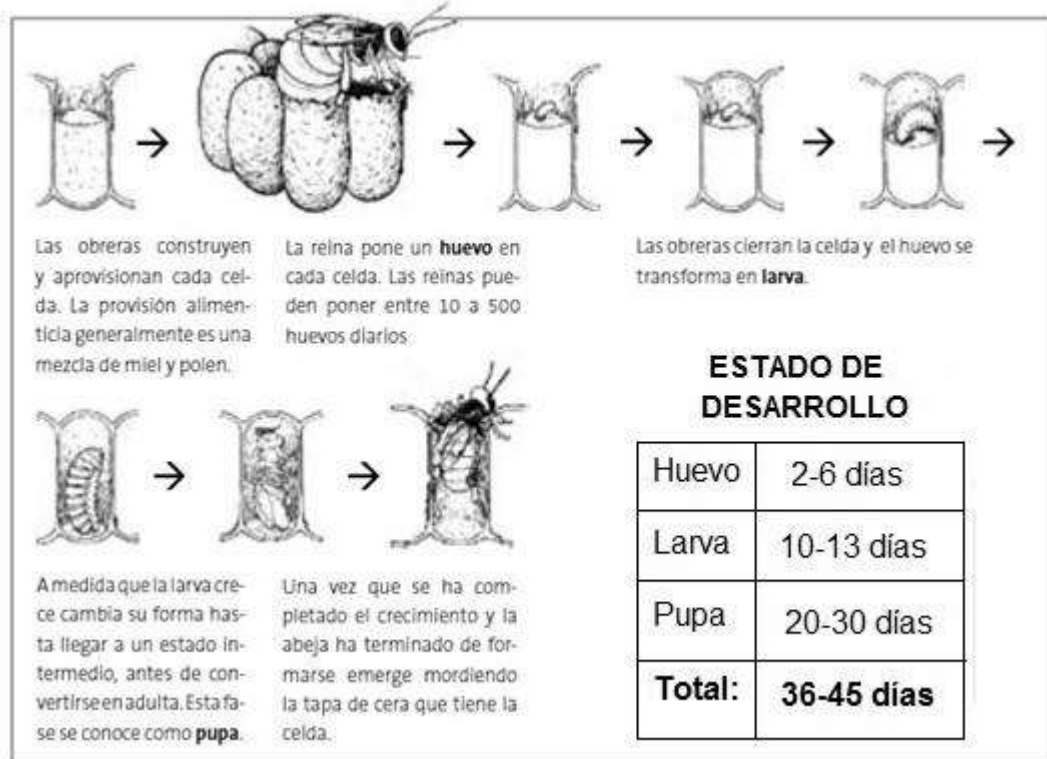 Las obreras construyen
y aprovisionan cada cel-
da. La provisión alimen-
ticia generalmente es una
mezcla de miel y polen.
La reina pone un huevo en
cada celda. Las reinas pue-
den poner entre 10 a 500
huevos diarios
Las obreras cierran la celda y el huevo se
transforma en larva.
A medida que la larva cre-
ce cambia su forma has-
ta llegar a un estado in-
termedio, antes de con-
vertirse en adulta. Esta fa-
se se conoce como pupa.
Una vez que se ha com-
pletado el crecimiento y la
abeja ha terminado de for-
marse emerge mordiendo
la tapa de cera que tiene la
celda.
ESTADO DE
DESARROLLO
Huevo 2-6 días
Larva 10-13 días
Pupa 20-30 días
Total: 36-45 días